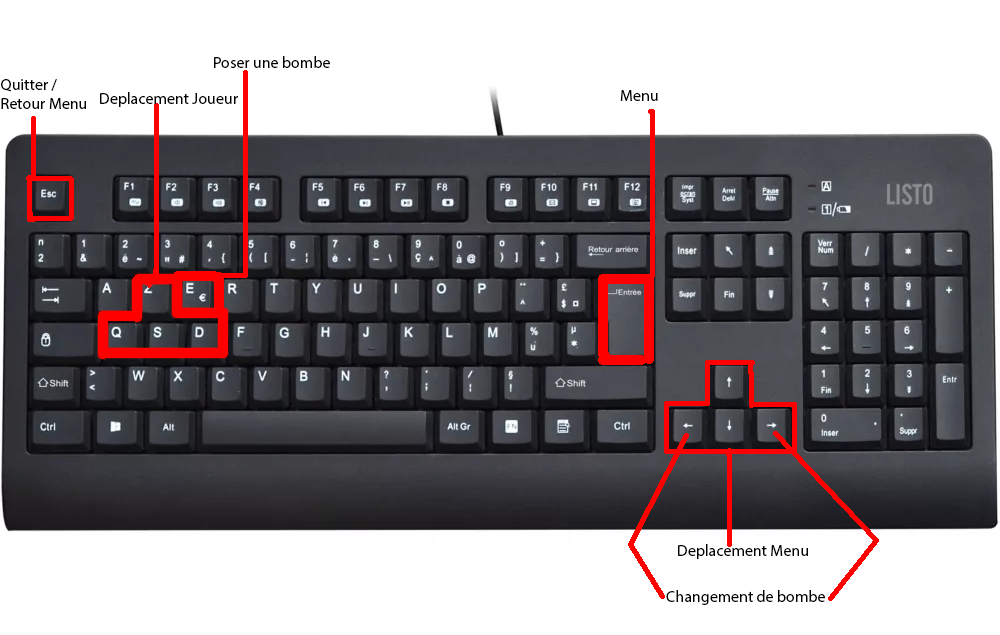 Poser une bombe
Quitter /
Retour Menu
Deplacement Joueur
Menu
Esc
F1 F2 F3 F4 F5 F6 F7 F8 F9 F10 F11 F12
Impr
Syst
Arret
Défil
Pause
Attn
A
1
LISTO
n 2
1 &
2 é ~
3 " #
4 ' {
5 ( [
6 - ¦
7 è `
8 _ \
9 ç ^
0 à @
° ) ]
+ = }
Retour arrière
Inser
Verr
Num
/ * -
A Z E € R T Y U I O P ¨ ^ £ $ ¤
Entrée
Suppr Fin
7 8 9 +
Q S D F G H J K L M % ù µ *
4 5 6
Shift > < W X C V B N ? , . ; / : § !
Shift
1
Fin
2 3
Entr
Ctrl Alt Alt Gr FN Ctrl
0
Inser
.
Suppr
Deplacement Menu
Changement de bombe